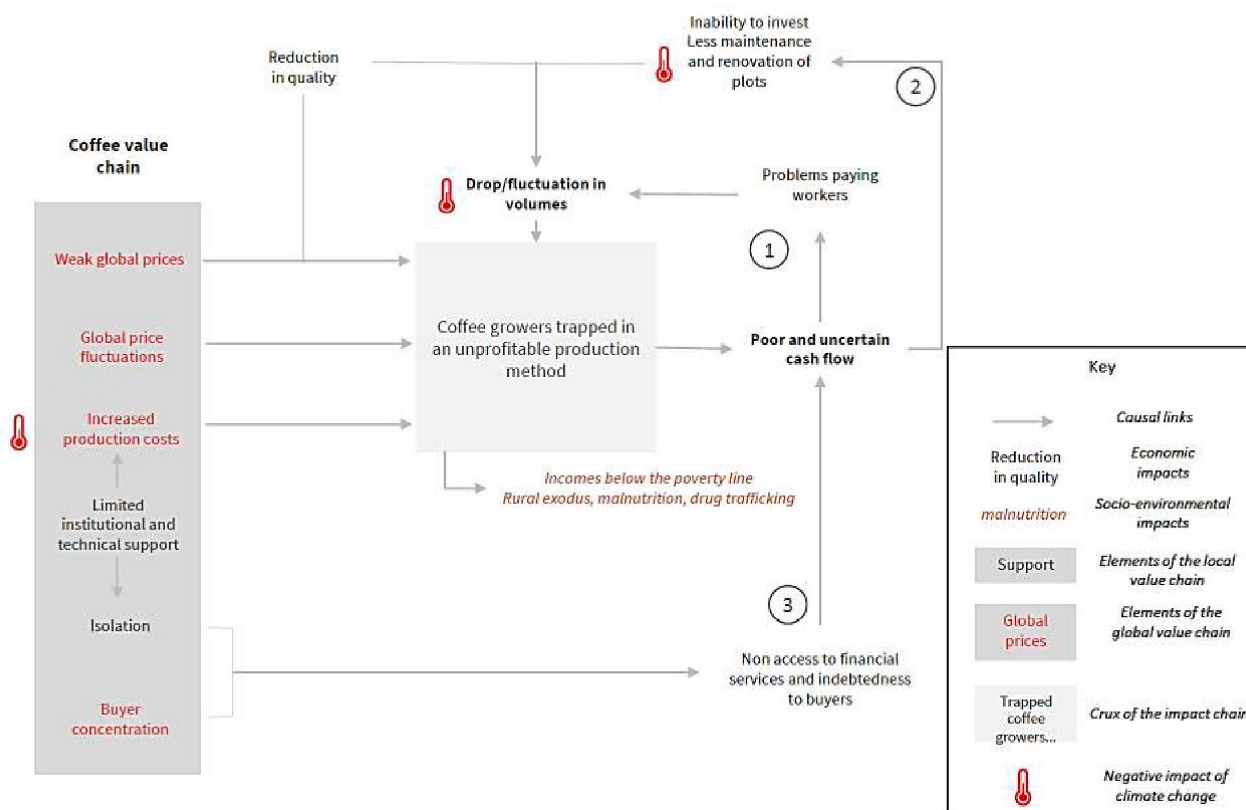 Inability to invest
Less maintenance
and renovation of
plots
Reduction
in quality
2
Coffee value
chain
Drop/fluctuation in
volumes
Problems paying
workers
1
Weak global prices
Global price
fluctuations
Increased
production costs
Limited
institutional and
technical support
Isolation
Buyer
concentration
Coffee growers trapped in
an unprofitable production
method
Poor and uncertain
cash flow
Incomes below the poverty line
Rural exodus, malnutrition, drug trafficking
3
Non access to financial
services and indebtedness
to buyers
Key
Causal links
Reduction
in quality
Economic
impacts
malnutrition
Socio-environmental
impacts
Support
Elements of the local
value chain
Global
prices
Elements of the
global value chain
Trapped
coffee
growers...
Crux of the impact chain
Negative impact of
climate change